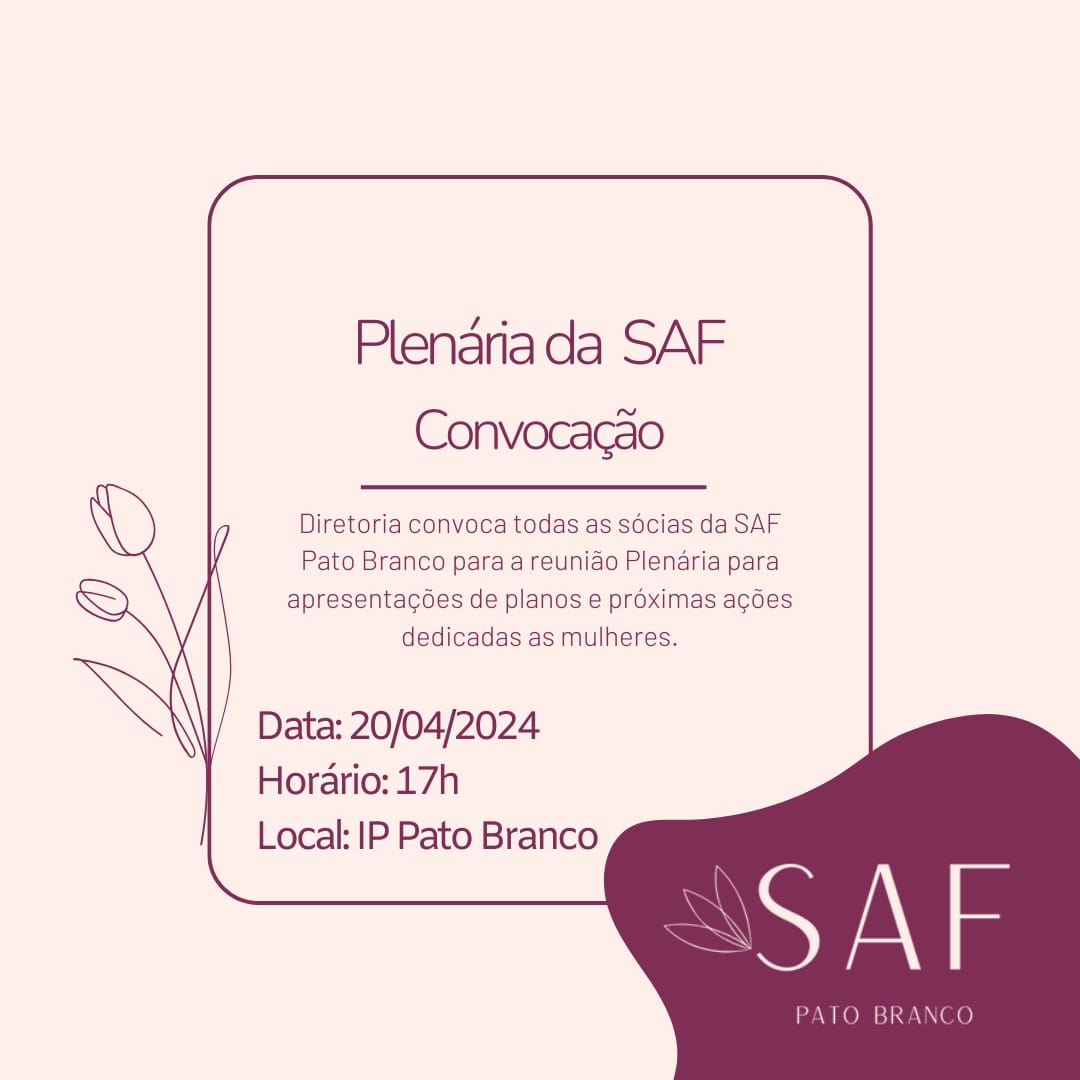 Plenária da SAF
Convocação
Diretoria convoca todas as sócias da SAF
Pato Branco para a reunião Plenária para
apresentações de planos e próximas ações
dedicadas as mulheres.
Data: 20/04/2024
Horário: 17h
Local: IP Pato Branco
SAF
PATO BRANCO